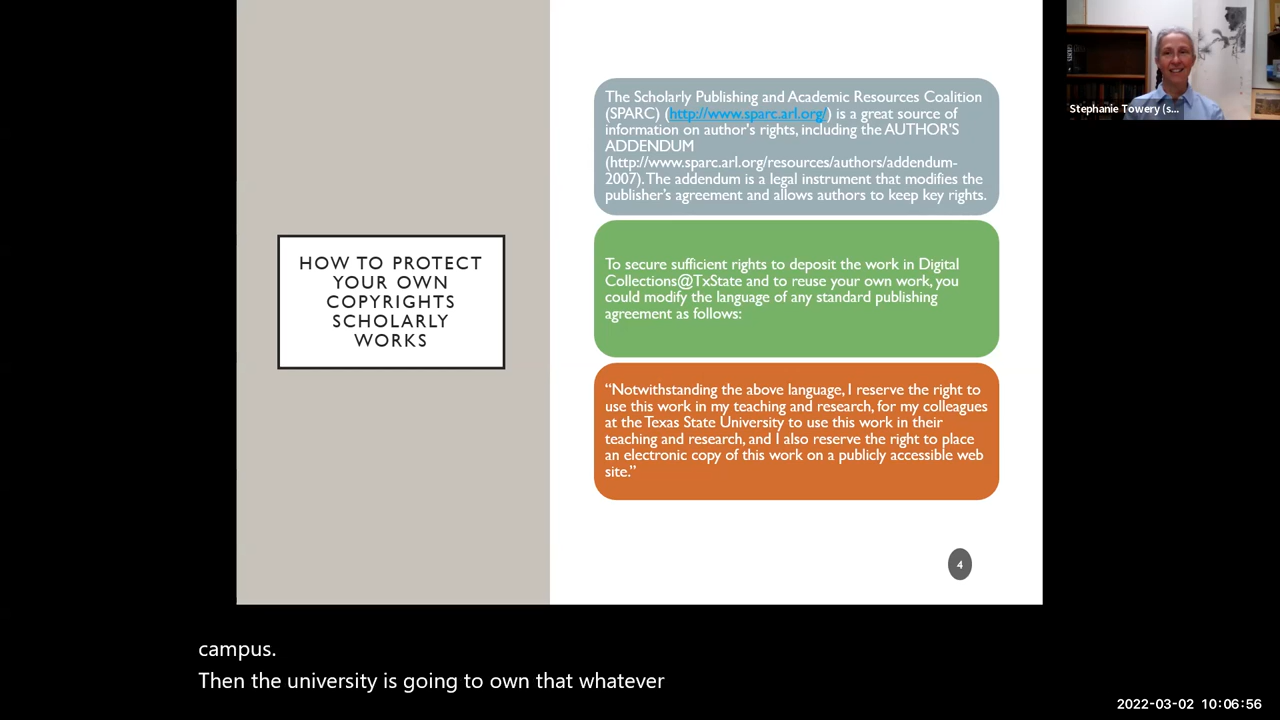 HOW TO PROTECT
YOUR OWN
COPYRIGHTS
SCHOLARLY
WORKS
The Scholarly Publishing and Academic Resources Coalition
(SPARC) (http://www.sparc.arl.org/) is a great source of
information on author's rights, including the AUTHOR'S
ADDENDUM
(http://www.sparc.arl.org/resources/authors/addendum-
2007). The addendum is a legal instrument that modifies the
publisher's agreement and allows authors to keep key rights.
To secure sufficient rights to deposit the work in Digital
Collections@TxState and to reuse your own work, you
could modify the language of any standard publishing
agreement as follows:
“Notwithstanding the above language, I reserve the right to
use this work in my teaching and research, for my colleagues
at the Texas State University to use this work in their
teaching and research, and I also reserve the right to place
an electronic copy of this work on a publicly accessible web
site.”
4
Stephanie Towery (s...
campus.
Then the university is going to own that whatever
2022-03-02 10:06:56